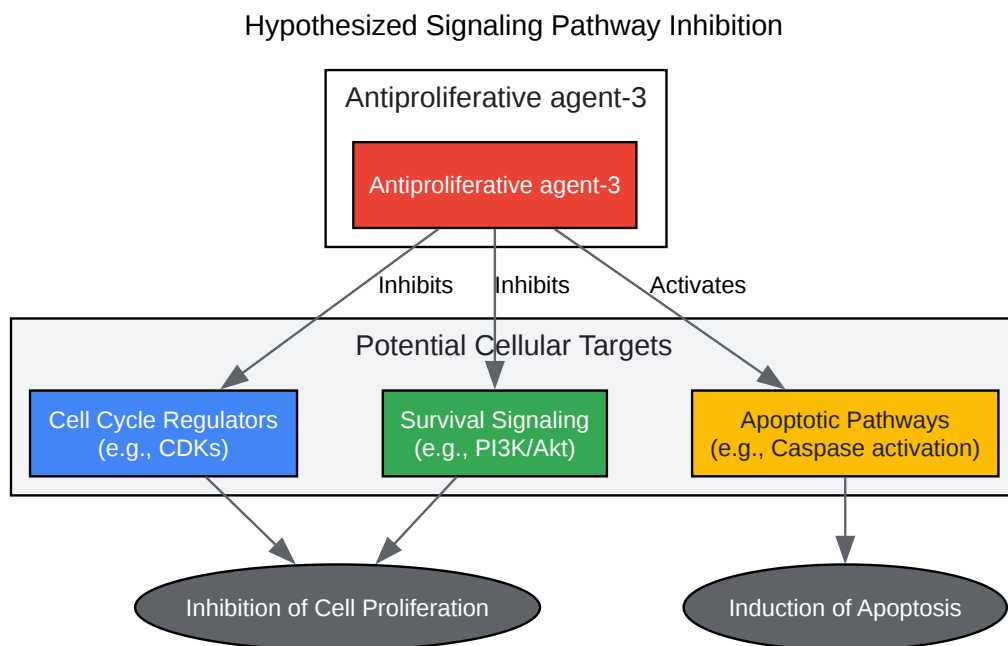 Hypothesized Signaling Pathway Inhibition
Antiproliferative agent-3
Antiproliferative agent-3
Inhibits
Inhibits
Activates
Potential Cellular Targets
Cell Cycle Regulators
(e.g., CDKs)
Survival Signaling
(e.g., PI3K/Akt)
Apoptotic Pathways
(e.g., Caspase activation)
Inhibition of Cell Proliferation
Induction of Apoptosis